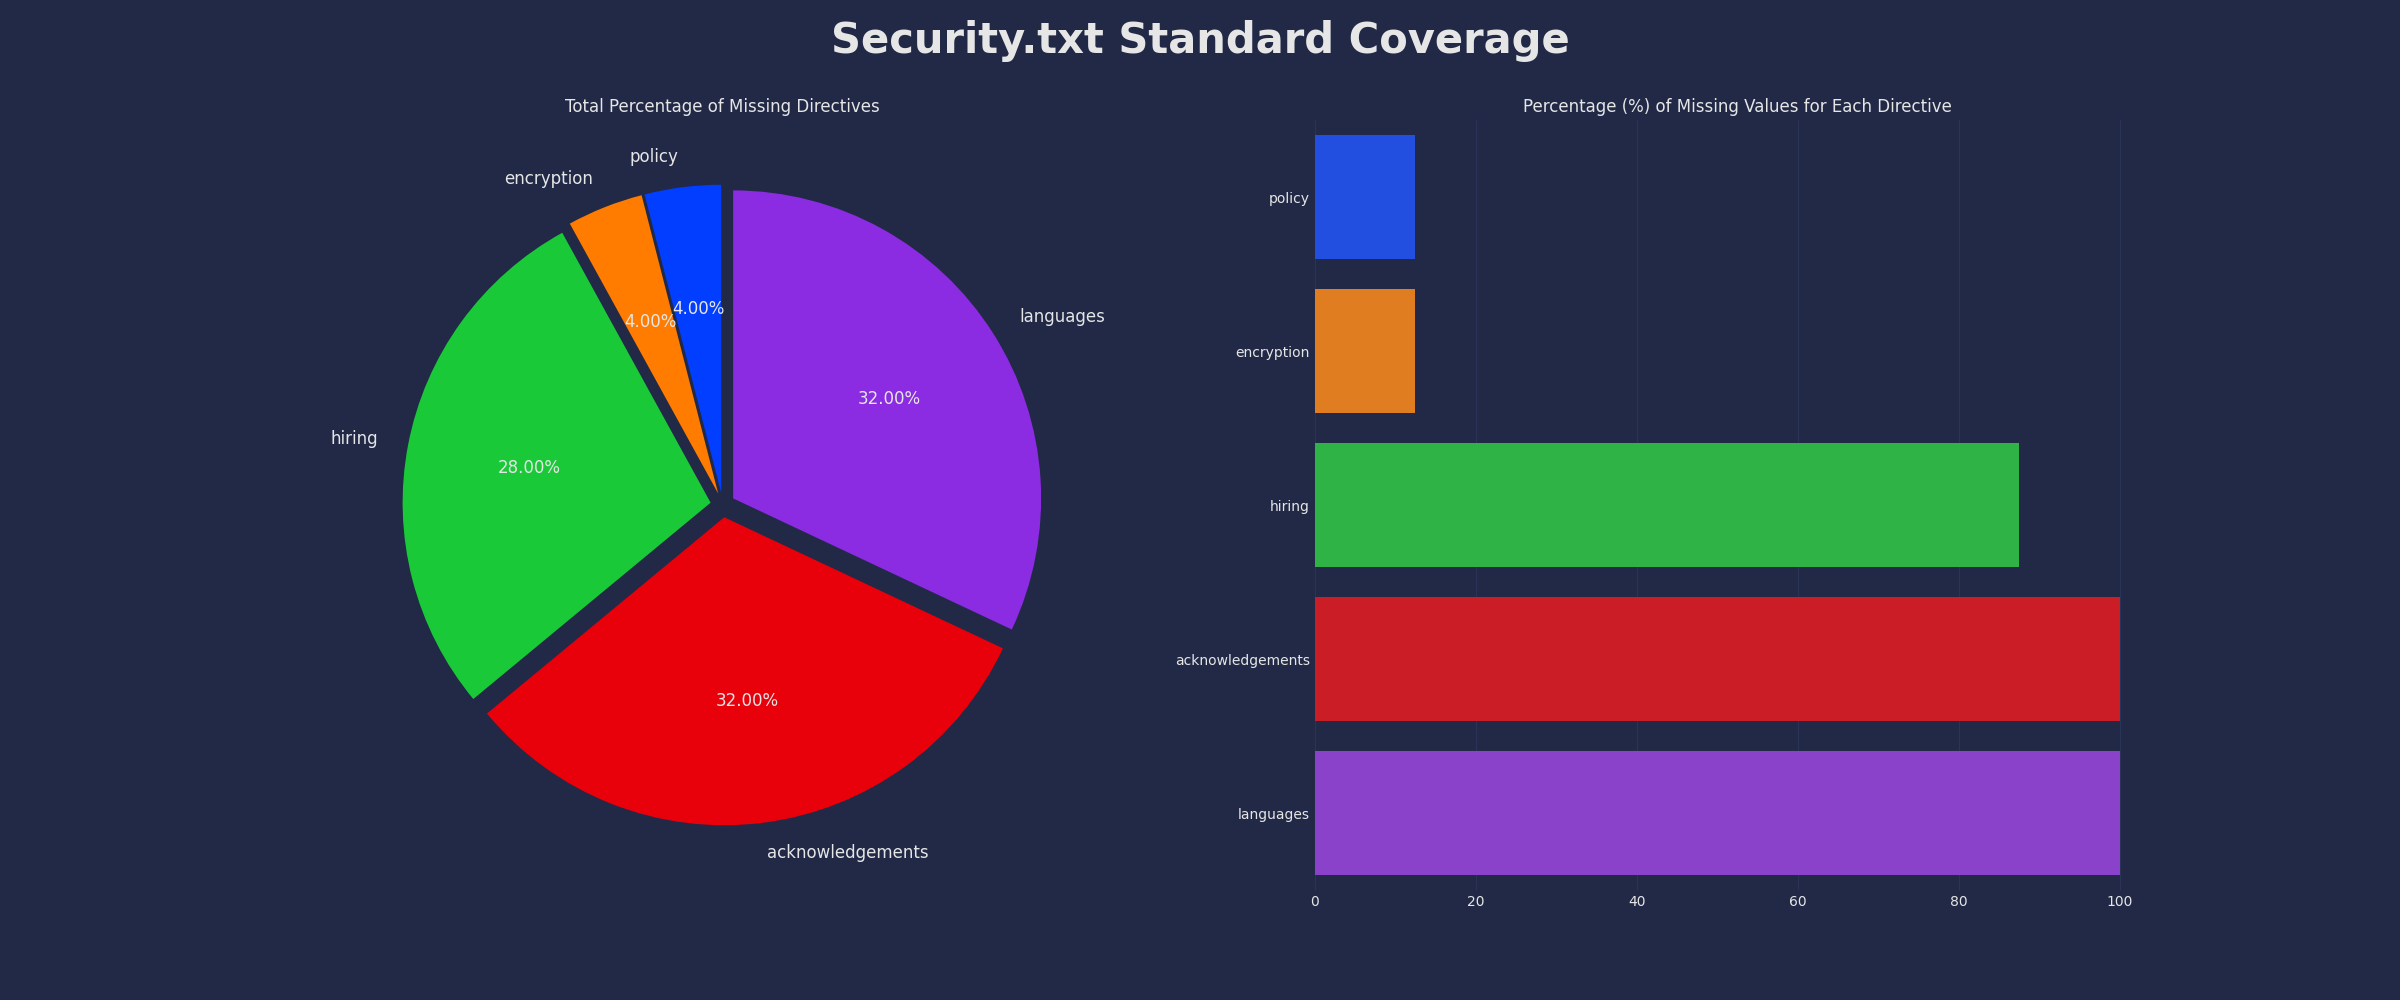 Security.txt Standard Coverage
Total Percentage of Missing Directives
policy
encryption
languages
hiring
acknowledgements
4.00%
4.00%
32.00%
28.00%
32.00%
Percentage (%) of Missing Values for Each Directive
policy
encryption
hiring
acknowledgements
languages
0 20 40 60 80 100